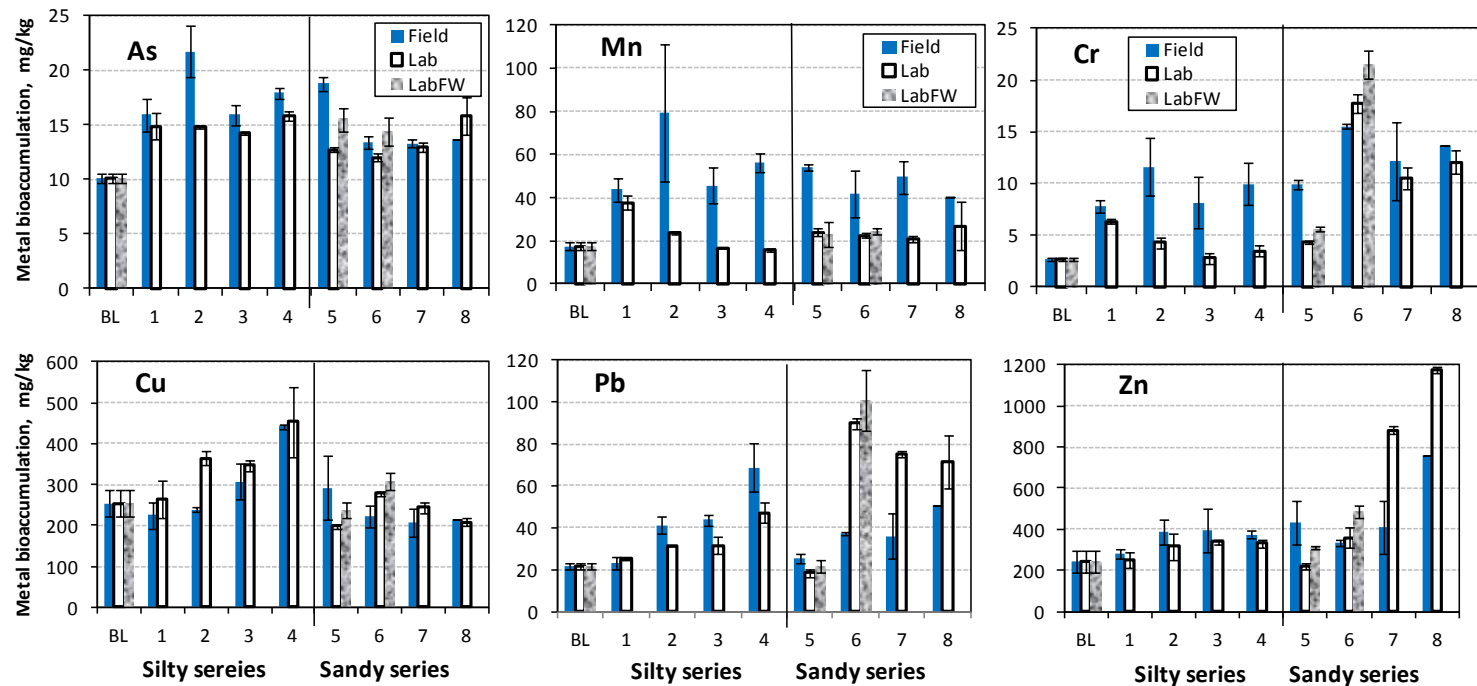 Metal bioaccumulation, mg/kg
As
25
20
15
10
5
0
Field
Lab
LabFW
BL 1 2 3 4 5 6 7 8
Mn
120
100
80
60
40
20
0
Field
Lab
LabFW
BL 1 2 3 4 5 6 7 8
Cr
25
20
15
10
5
0
Field
Lab
LabFW
BL 1 2 3 4 5 6 7 8
Metal bioaccumulation, mg/kg
Cu
600
500
400
300
200
100
0
BL 1 2 3 4 5 6 7 8
Silty sereies Sandy series
Pb
120
100
80
60
40
20
0
BL 1 2 3 4 5 6 7 8
Silty series Sandy series
Zn
1200
1000
800
600
400
200
0
BL 1 2 3 4 5 6 7 8
Silty series Sandy series